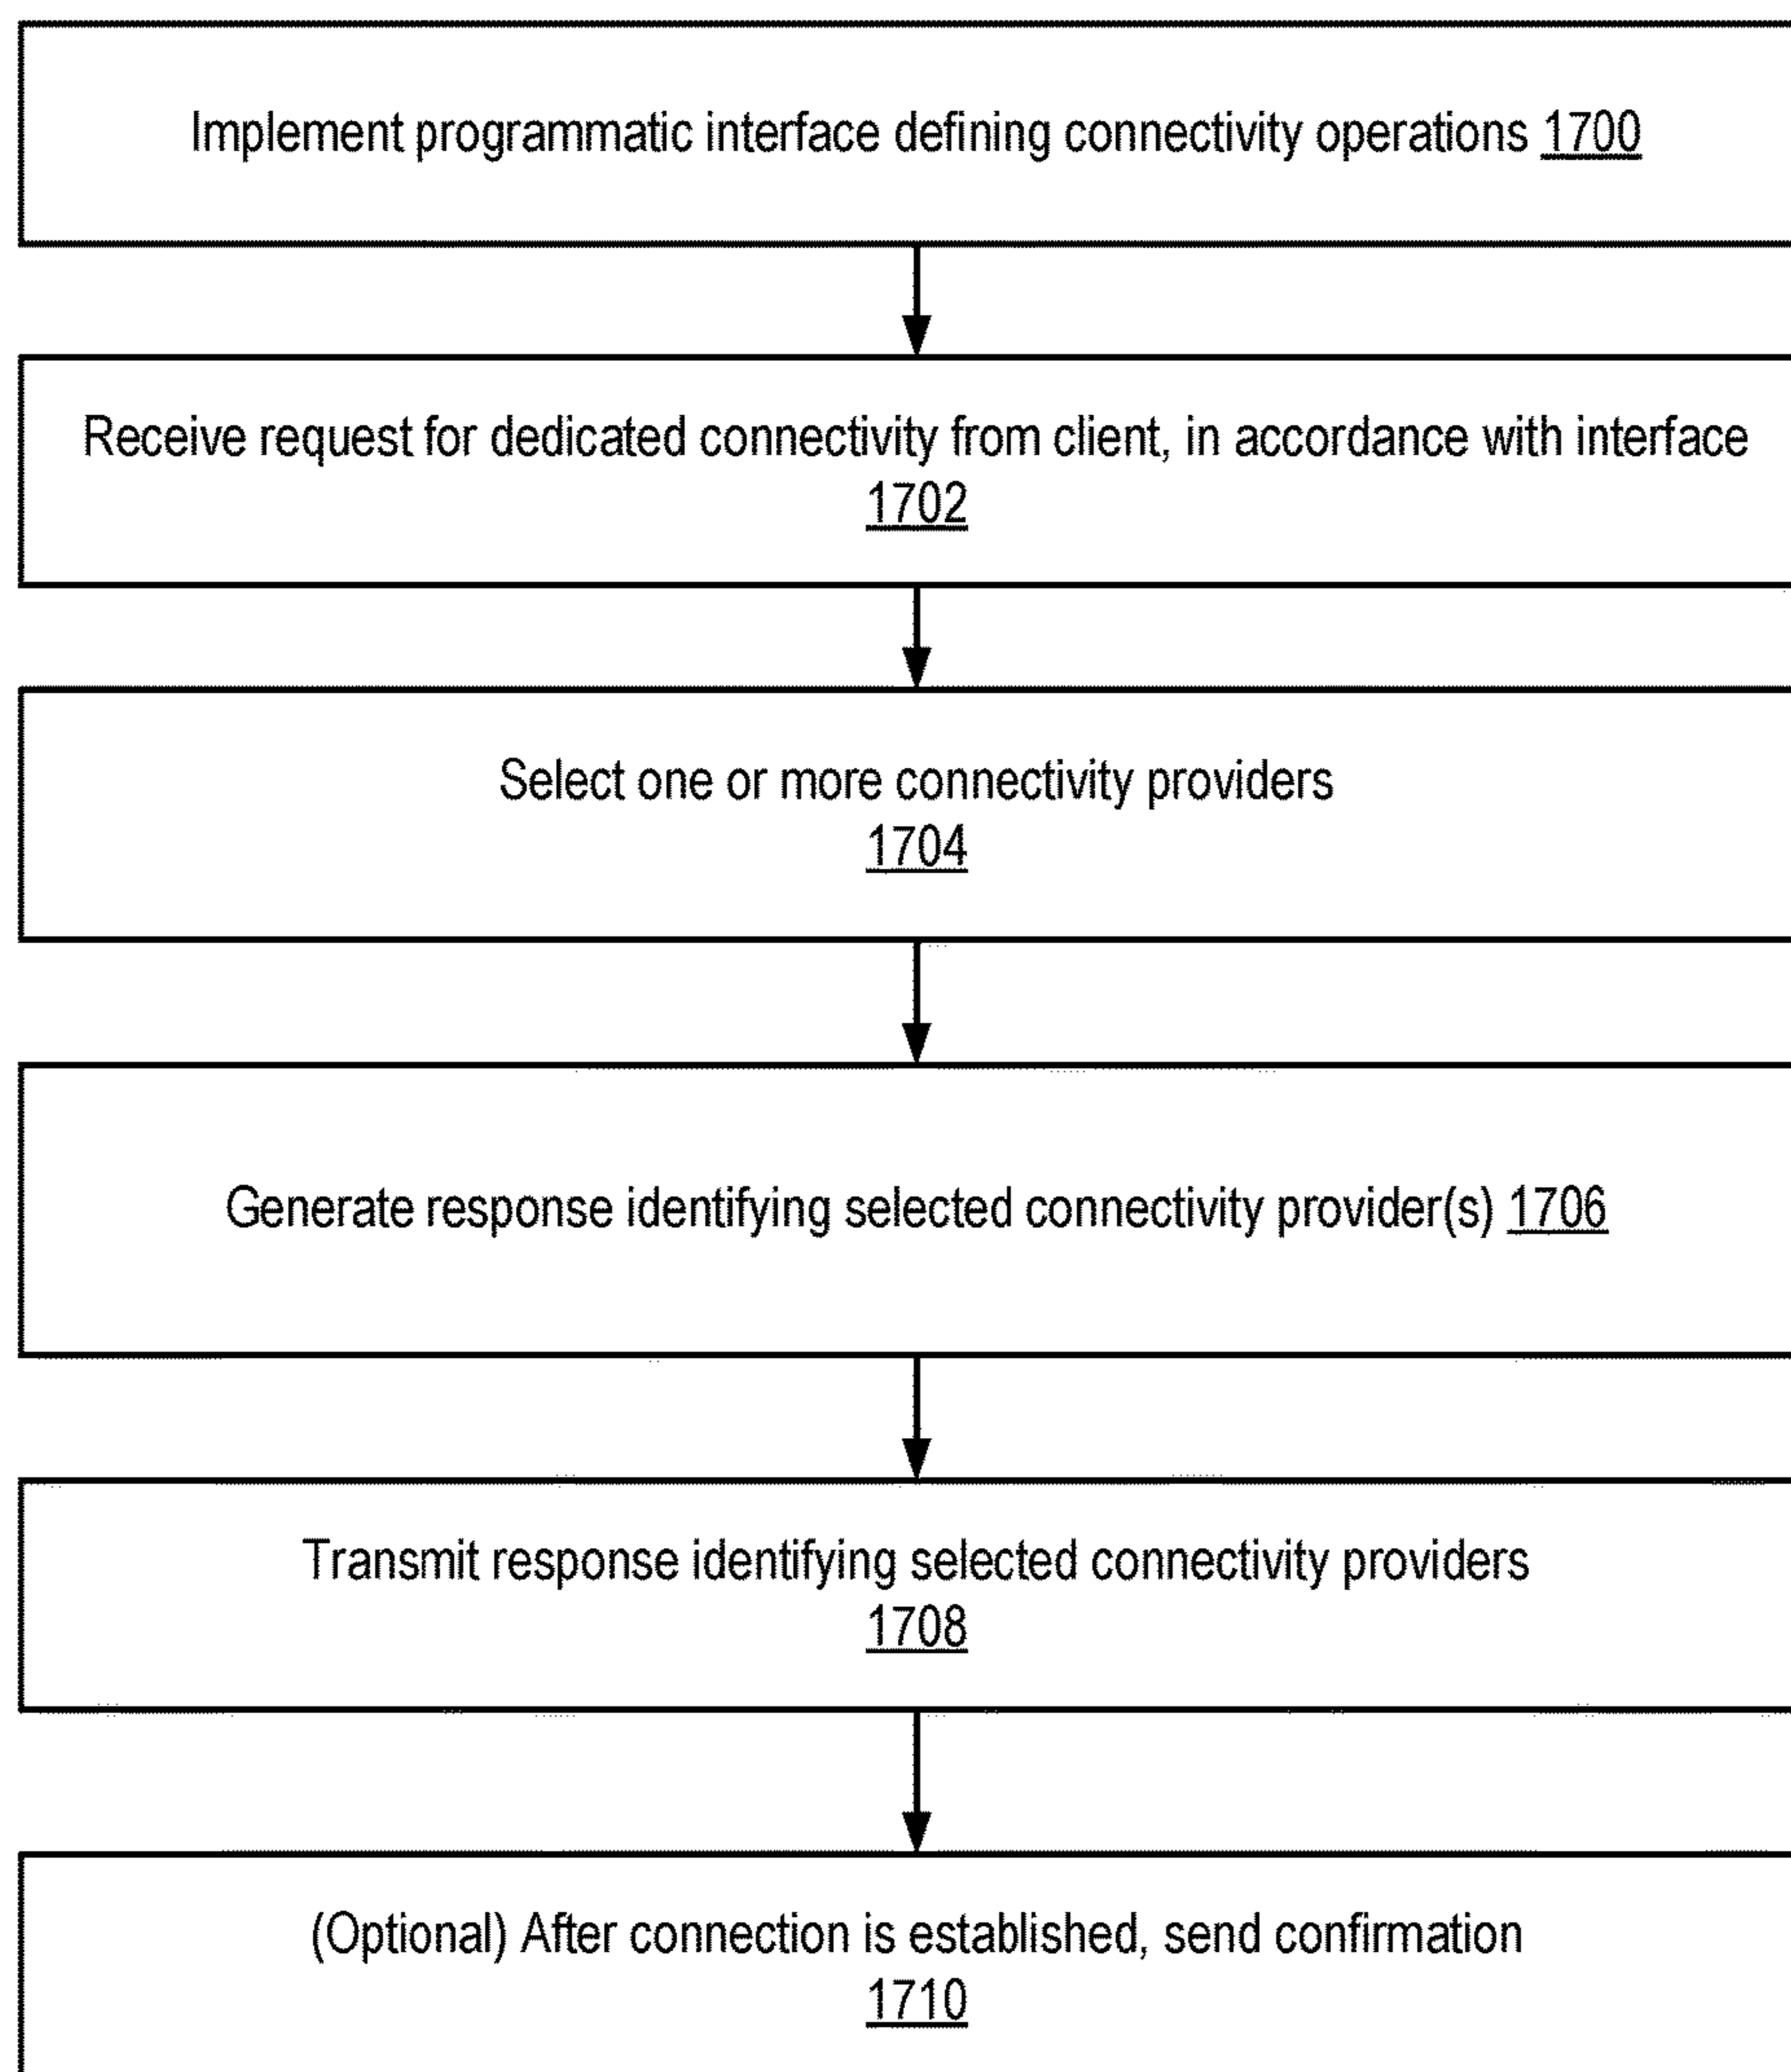 Implement programmatic interface defining connectivity operations 1700
Receive request for dedicated connectivity from client, in accordance with interface
1702
Select one or more connectivity providers
1704
Generate response identifying selected connectivity provider(s) 1706
Transmit response identifying selected connectivity providers
1708
(Optional) After connection is established, send confirmation
1710